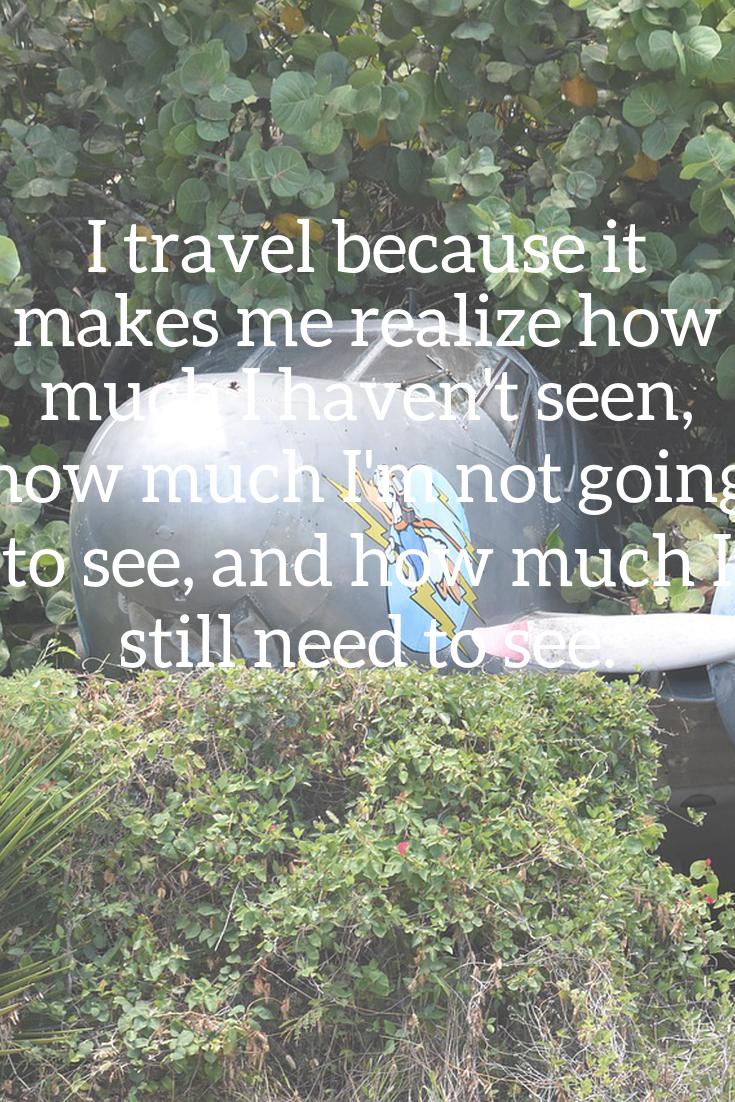 I travel because it
makes me realize how
much I haven't seen,
how much I'm not going
to see, and how much I
still need to see.